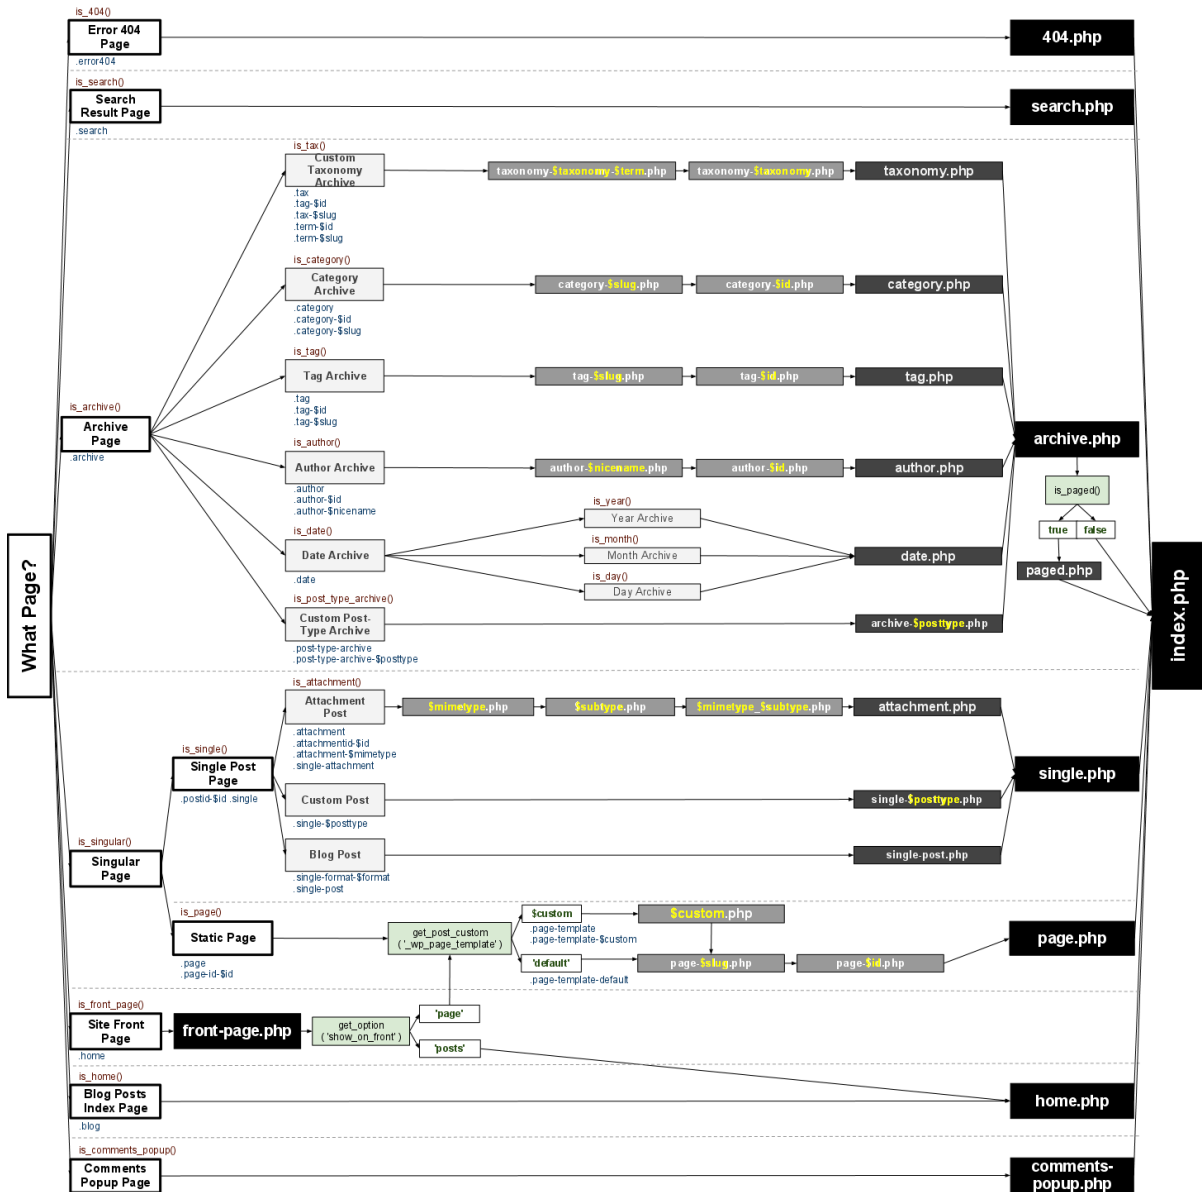 is_404()
Error 404
Page
.error404
404.php
is_search()
Search
Result Page
.search
search.php
is_tax()
Custom
Taxonomy
Archive
.tax
.tag-$id
.tax-$slug
.term-$id
.term-$slug
taxonomy-$taxonomy-$term.php
taxonomy-$taxonomy.php
taxonomy.php
is_category()
Category
Archive
.category
.category-$id
.category-$slug
category-$slug.php
category-$id.php
category.php
is_tag()
Tag Archive
.tag
.tag-$id
.tag-$slug
tag-$slug.php
tag-$id.php
tag.php
is_archive()
Archive
Page
.archive
archive.php
is_author()
Author Archive
.author
.author-$id
.author-$nicename
author-$nicename.php
author-$id.php
author.php
is_paged()
true
false
paged.php
is_date()
Date Archive
.date
is_year()
Year Archive
is_month()
Month Archive
is_day()
Day Archive
date.php
is_post_type_archive()
Custom Post-
Type Archive
.post-type-archive
.post-type-archive-$posttype
archive-$posttype.php
What Page?
index.php
is_attachment()
Attachment
Post
.attachment
.attachmentid-$id
.attachment-$mimetype
.single-attachment
$mimetype.php
$subtype.php
$mimetype_$subtype.php
attachment.php
is_single()
Single Post
Page
.postid-$id .single
single.php
Custom Post
.single-$posttype
single-$posttype.php
is_singular()
Singular
Page
Blog Post
.single-format-$format
.single-post
single-post.php
is_page()
Static Page
.page
.page-id-$id
get_post_custom
( '_wp_page_template' )
$custom
.page-template
.page-template-$custom
$custom.php
'default'
.page-template-default
page-$slug.php
page-$id.php
page.php
is_front_page()
Site Front
Page
.home
front-page.php
get_option
( 'show_on_front' )
'page'
'posts'
is_home()
Blog Posts
Index Page
.blog
home.php
is_comments_popup()
Comments
Popup Page
comments-
popup.php